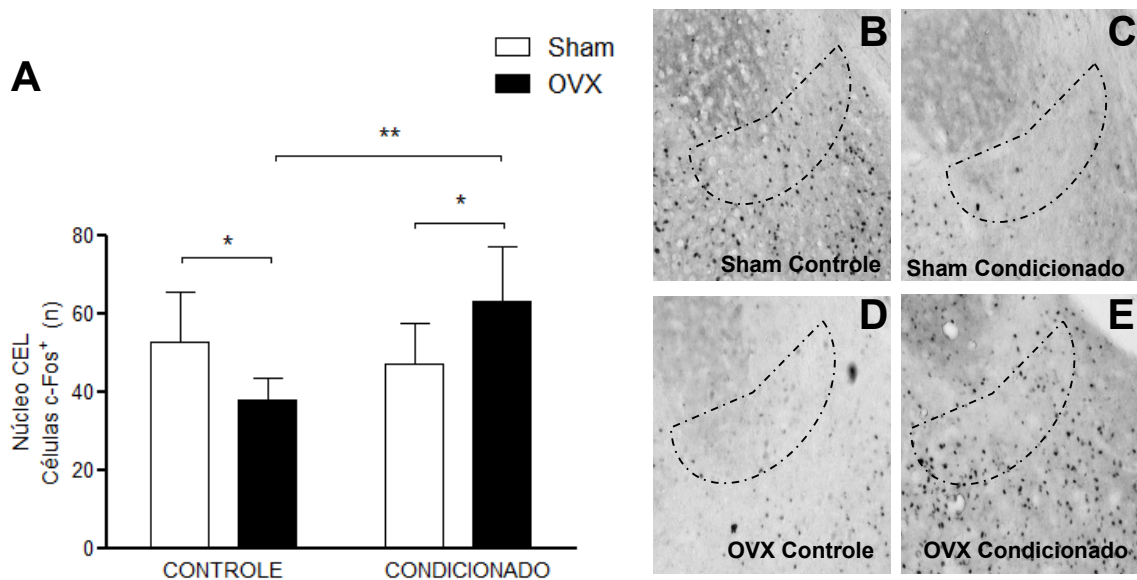 A
Sham
OVX
**
*
*
80
60
40
20
0
Núcleo CEL
Células c-Fos+ (n)
CONTROLE
CONDICIONADO
B
Sham Controle
C
Sham Condicionado
D
OVX Controle
E
OVX Condicionado